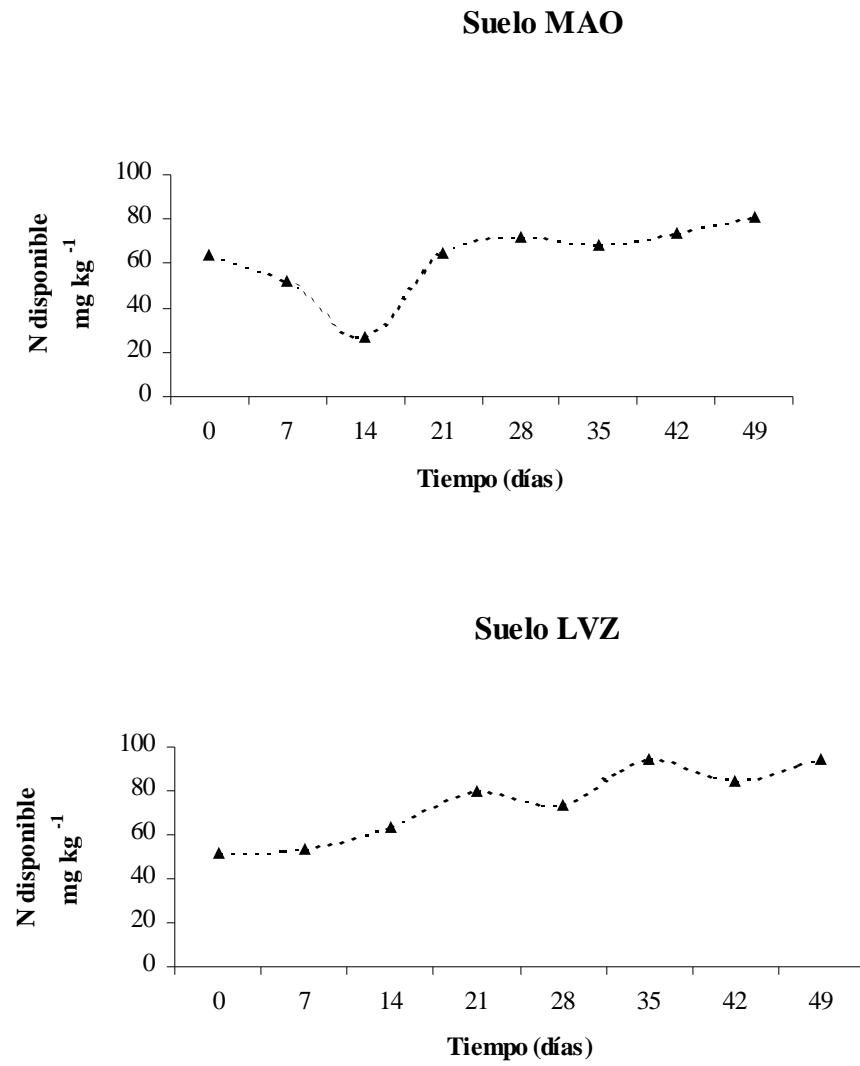 Suelo MAO
N disponible
mg kg -1
100
80
60
40
20
0
0 7 14 21 28 35 42 49
Tiempo (días)
Suelo LVZ
N disponible
mg kg -1
100
80
60
40
20
0
0 7 14 21 28 35 42 49
Tiempo (días)